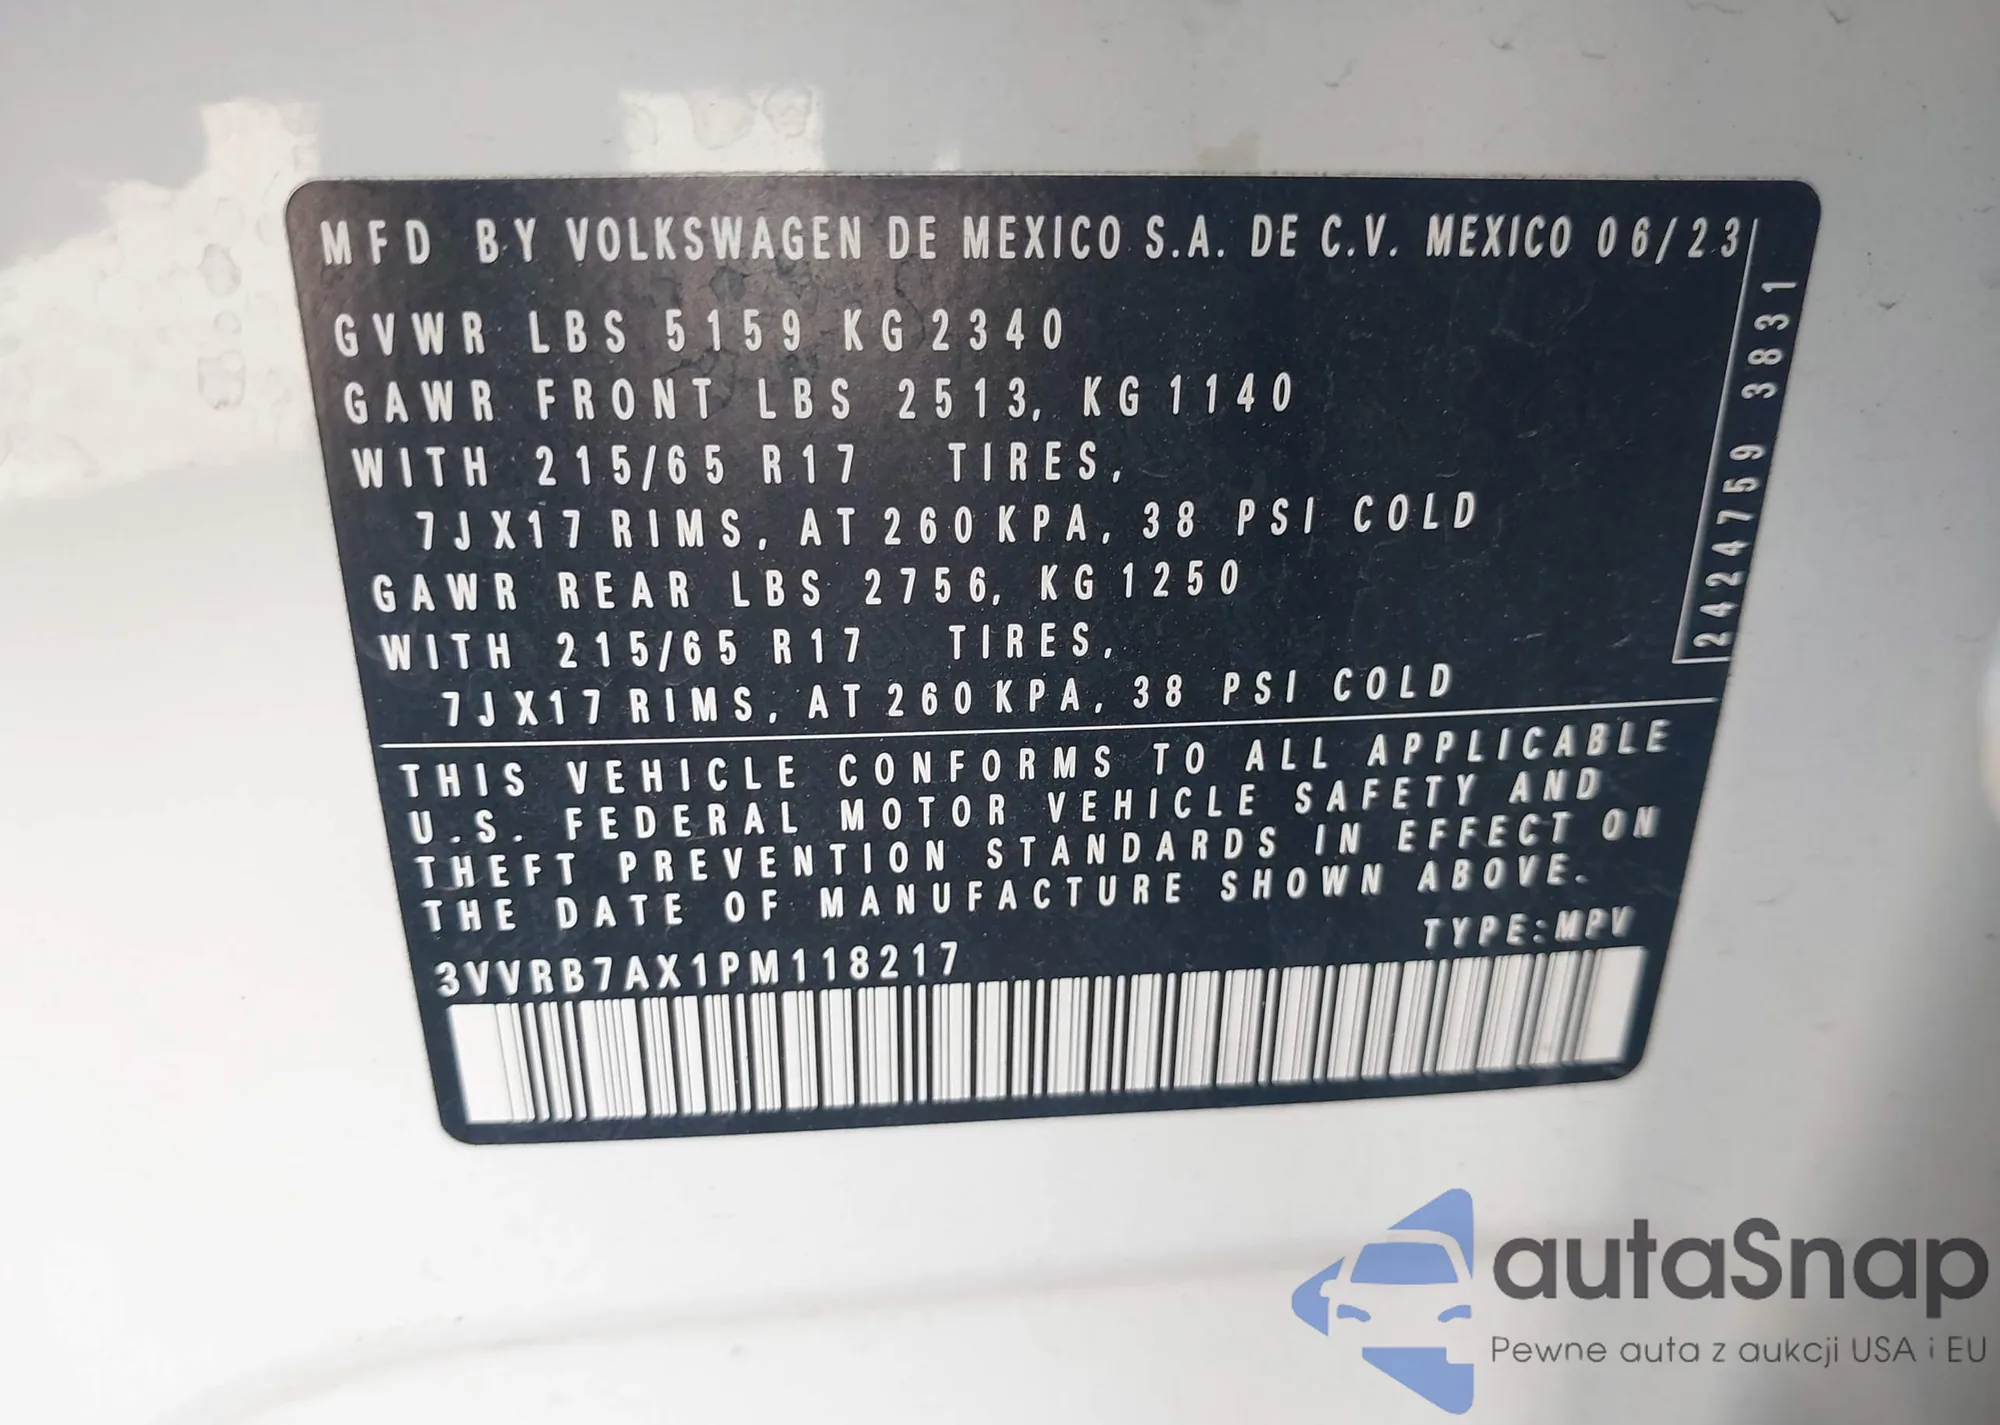 MFD BY VOLKSWAGEN DE MEXICO S.A. DE C.V. MEXICO 06/23
GVWR LBS 5159 KG 2340
GAWR FRONT LBS 2513, KG 1140
WITH 215/65 R17 TIRES,
7JX17 RIMS, AT 260 KPA, 38 PSI COLD
GAWR REAR LBS 2756, KG 1250
WITH 215/65 R17 TIRES,
7JX17 RIMS, AT 260 KPA, 38 PSI COLD
2424759 3831
THIS VEHICLE CONFORMS TO ALL APPLICABLE
U.S. FEDERAL MOTOR VEHICLE SAFETY AND
THEFT PREVENTION STANDARDS IN EFFECT ON
THE DATE OF MANUFACTURE SHOWN ABOVE.
TYPE:MPV
3VVRB7AX1PM118217
autaSnap
Pewne auta z aukcji USA i EU